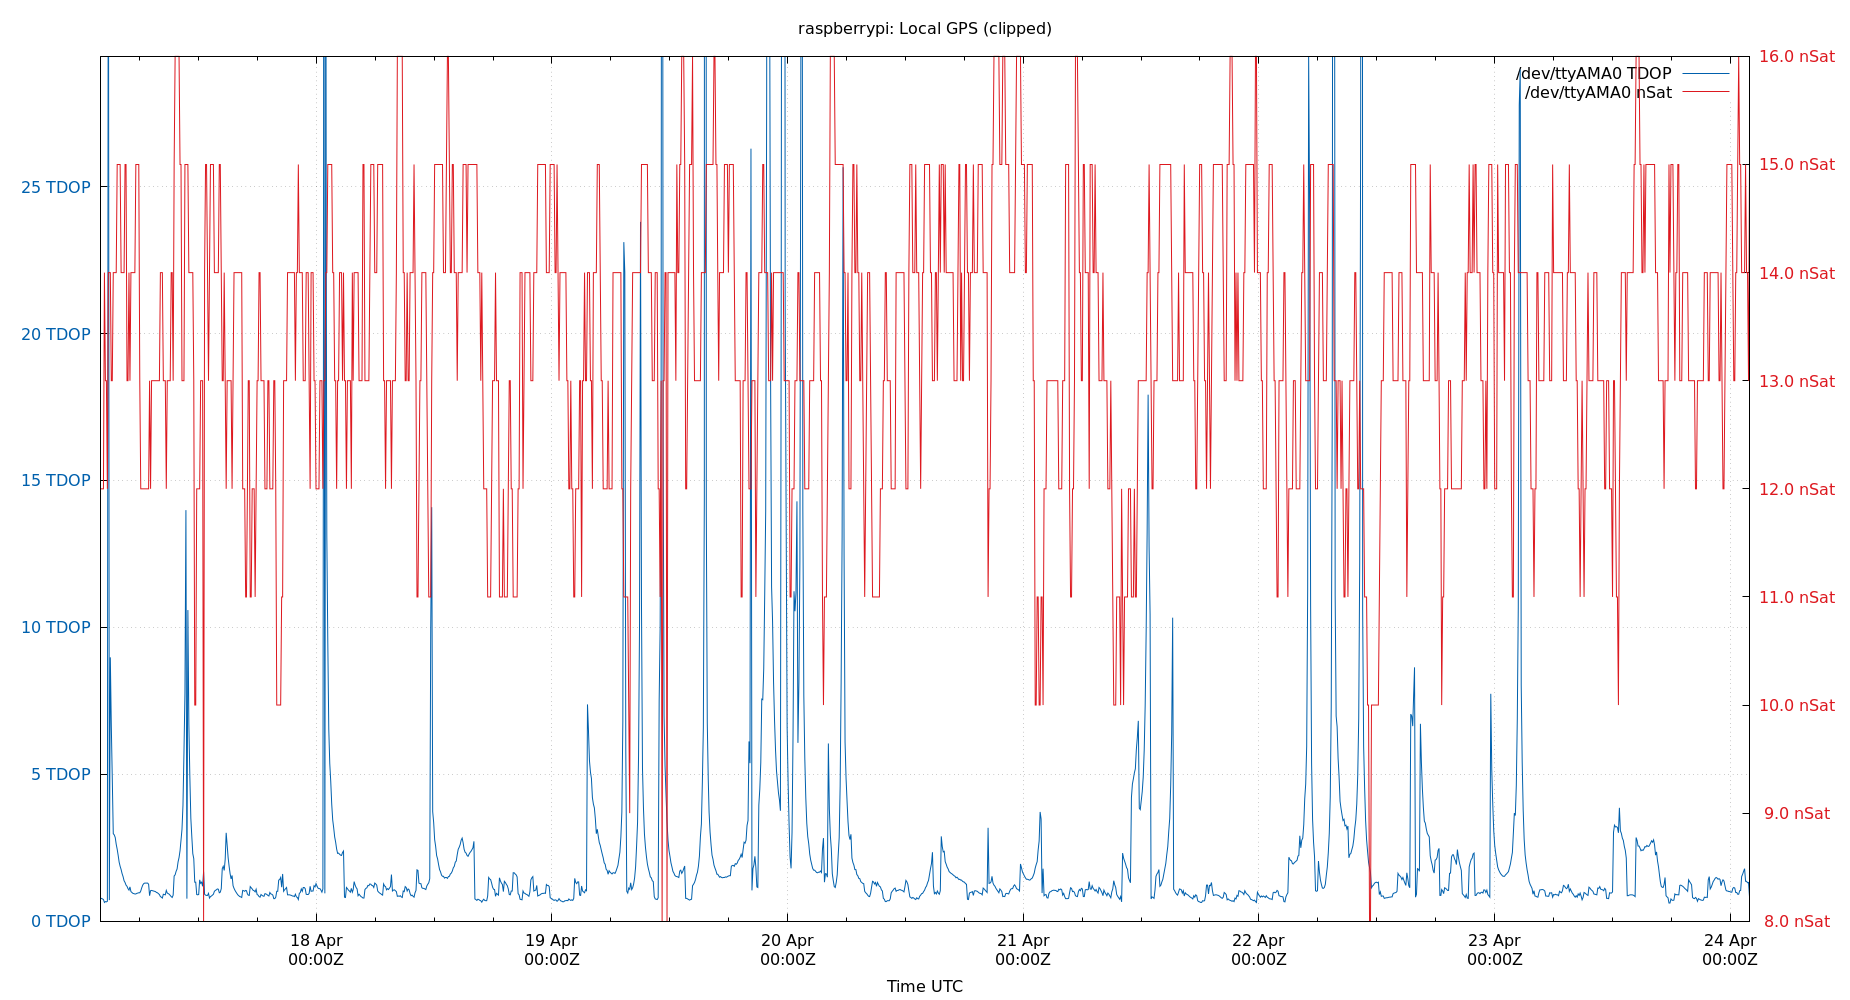 raspberrypi: Local GPS (clipped)
/dev/ttyAMA0 TDOP
/dev/ttyAMA0 nSat
25 TDOP
20 TDOP
15 TDOP
10 TDOP
5 TDOP
0 TDOP
16.0 nSat
15.0 nSat
14.0 nSat
13.0 nSat
12.0 nSat
11.0 nSat
10.0 nSat
9.0 nSat
8.0 nSat
18 Apr
00:00Z
19 Apr
00:00Z
20 Apr
00:00Z
21 Apr
00:00Z
22 Apr
00:00Z
23 Apr
00:00Z
24 Apr
00:00Z
Time UTC